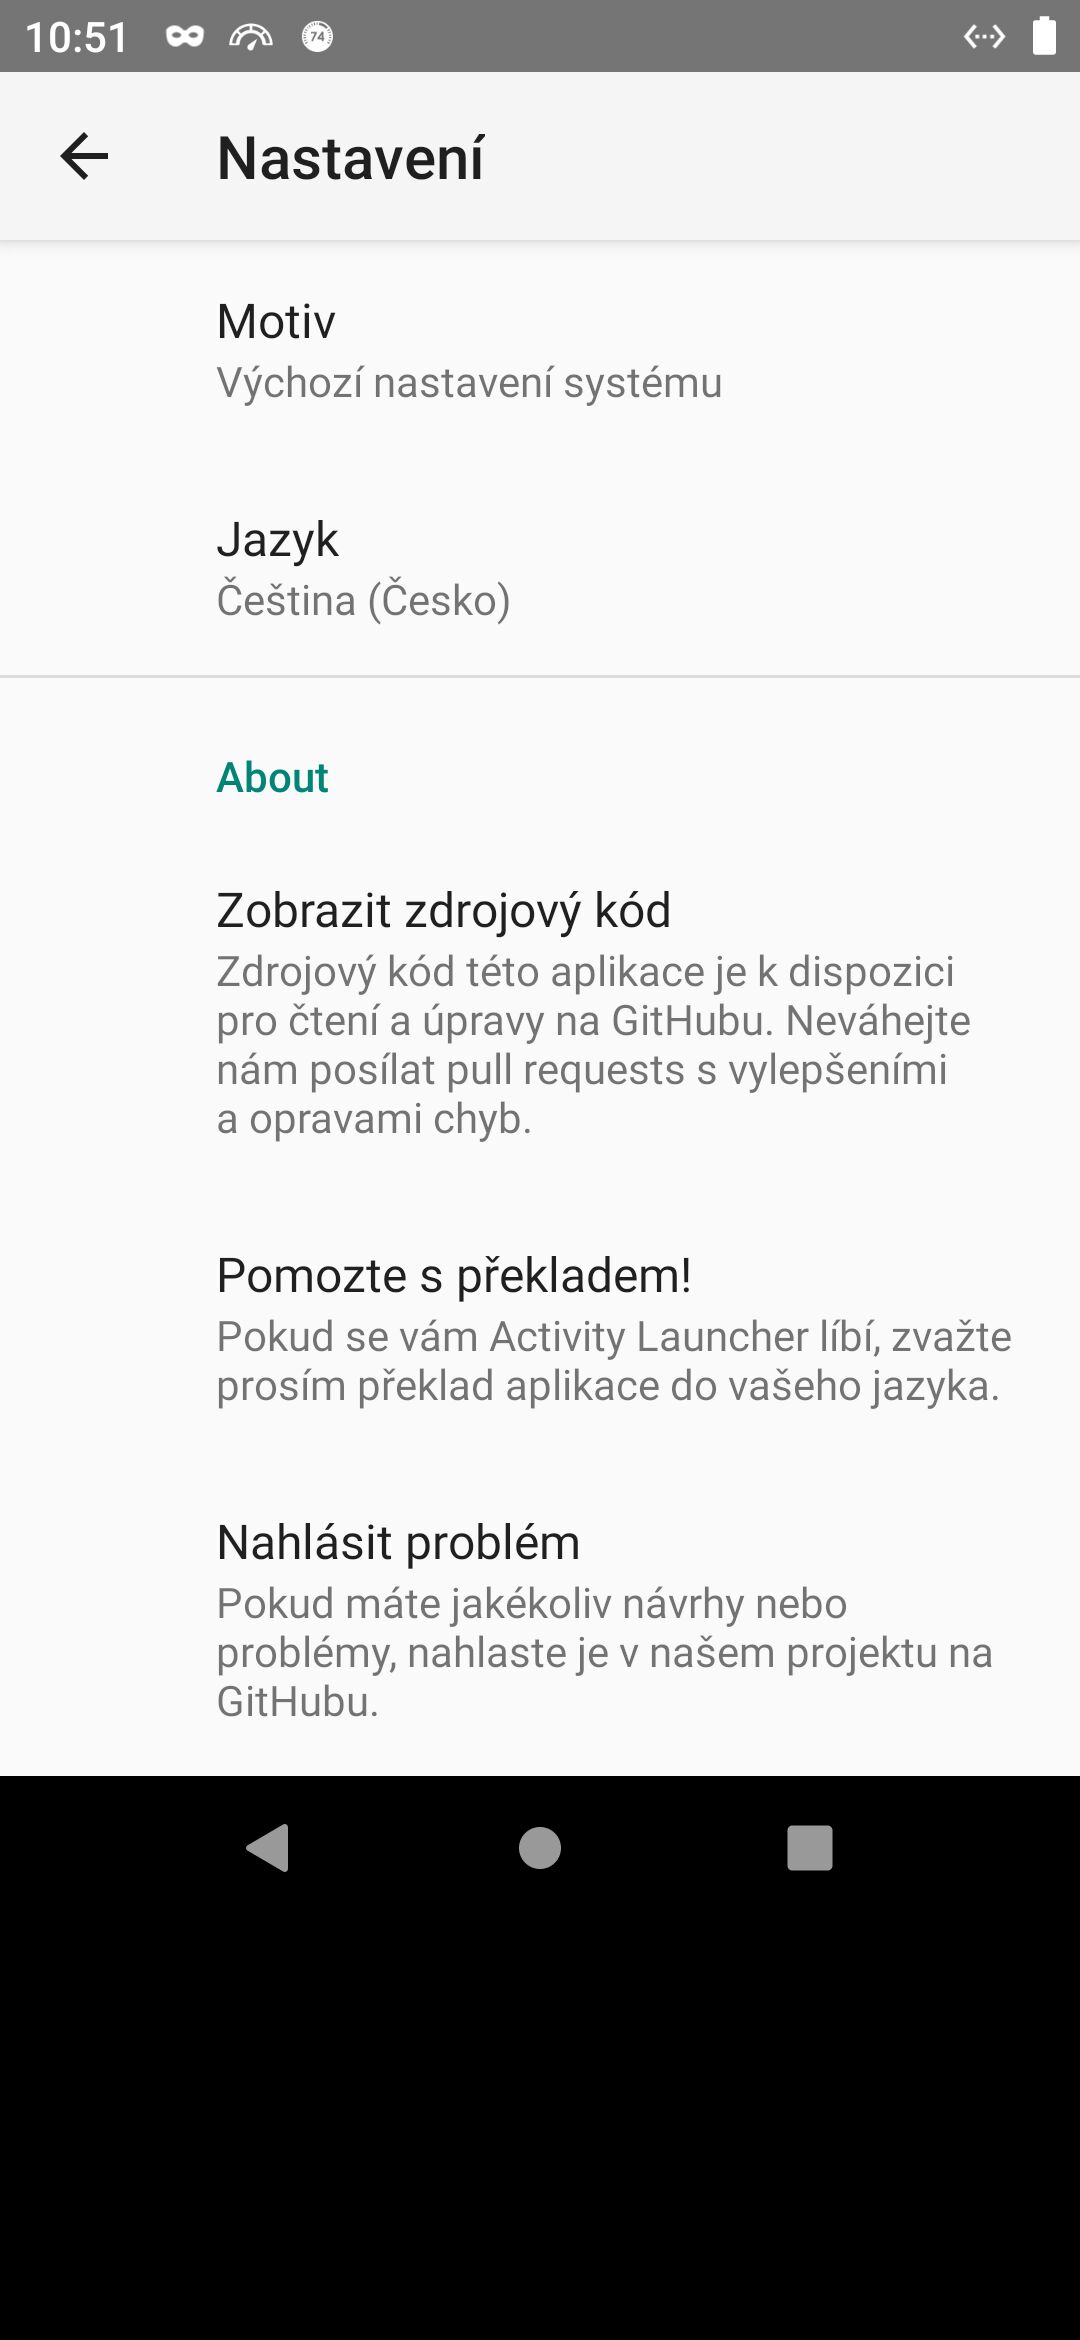 10:51
74
Nastavení
Motiv
Výchozí nastavení systému
Jazyk
Čeština (Česko)
About
Zobrazit zdrojový kód
Zdrojový kód této aplikace je k dispozici
pro čtení a úpravy na GitHubu. Neváhejte
nám posílat pull requests s vylepšeními
a opravami chyb.
Pomozte s překladem!
Pokud se vám Activity Launcher líbí, zvažte
prosím překlad aplikace do vašeho jazyka.
Nahlásit problém
Pokud máte jakékoliv návrhy nebo
problémy, nahlaste je v našem projektu na
GitHubu.